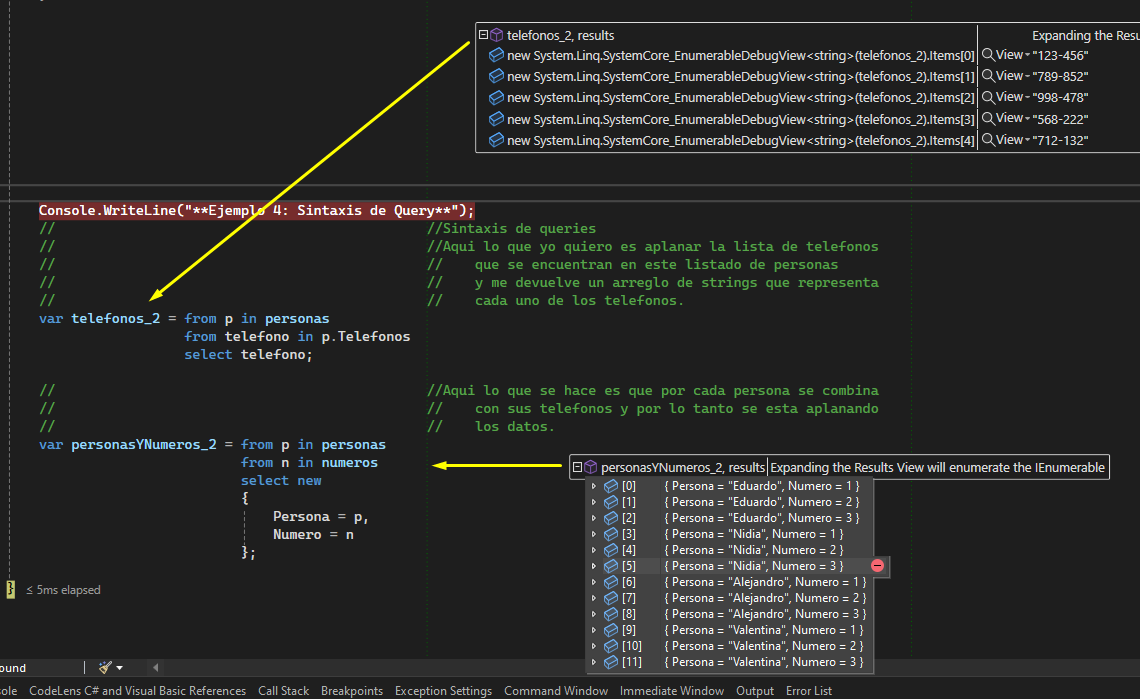 telefonos_2, results Expanding the Resu
new System.Linq.SystemCore_EnumerableDebugView<string>(telefonos_2).Items[0] View "123-456"
new System.Linq.SystemCore_EnumerableDebugView<string>(telefonos_2).Items[1] View "789-852"
new System.Linq.SystemCore_EnumerableDebugView<string>(telefonos_2).Items[2] View "998-478"
new System.Linq.SystemCore_EnumerableDebugView<string>(telefonos_2).Items[3] View "568-222"
new System.Linq.SystemCore_EnumerableDebugView<string>(telefonos_2).Items[4] View "712-132"
Console.WriteLine("**Ejemplo 4: Sintaxis de Query**");
// //Sintaxis de queries
// //Aqui lo que yo quiero es aplanar la lista de telefonos
// // que se encuentran en este listado de personas
// // y me devuelve un arreglo de strings que representa
// // cada uno de los telefonos.
var telefonos_2 = from p in personas
from telefono in p.Telefonos
select telefono;
// //Aqui lo que se hace es que por cada persona se combina
// // con sus telefonos y por lo tanto se esta aplanando
// // los datos.
var personasYNumeros_2 = from p in personas
from n in numeros
select new
{
Persona = p,
Numero = n
};
personasYNumeros_2, results Expanding the Results View will enumerate the IEnumerable
[0] { Persona = "Eduardo", Numero = 1 }
[1] { Persona = "Eduardo", Numero = 2 }
[2] { Persona = "Eduardo", Numero = 3 }
[3] { Persona = "Nidia", Numero = 1 }
[4] { Persona = "Nidia", Numero = 2 }
[5] { Persona = "Nidia", Numero = 3 }
[6] { Persona = "Alejandro", Numero = 1 }
[7] { Persona = "Alejandro", Numero = 2 }
[8] { Persona = "Alejandro", Numero = 3 }
[9] { Persona = "Valentina", Numero = 1 }
[10] { Persona = "Valentina", Numero = 2 }
[11] { Persona = "Valentina", Numero = 3 }
} ≤ 5ms elapsed
ound
ole CodeLens C# and Visual Basic References Call Stack Breakpoints Exception Settings Command Window Immediate Window Output Error List